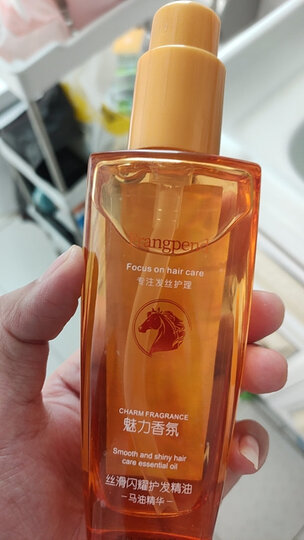 Focus on hair care
专注发丝护理
CHARM FRAGRANCE
魅力香氛
Smooth and shiny hair
care essential oil
丝滑闪耀护发精油
—马油精华—